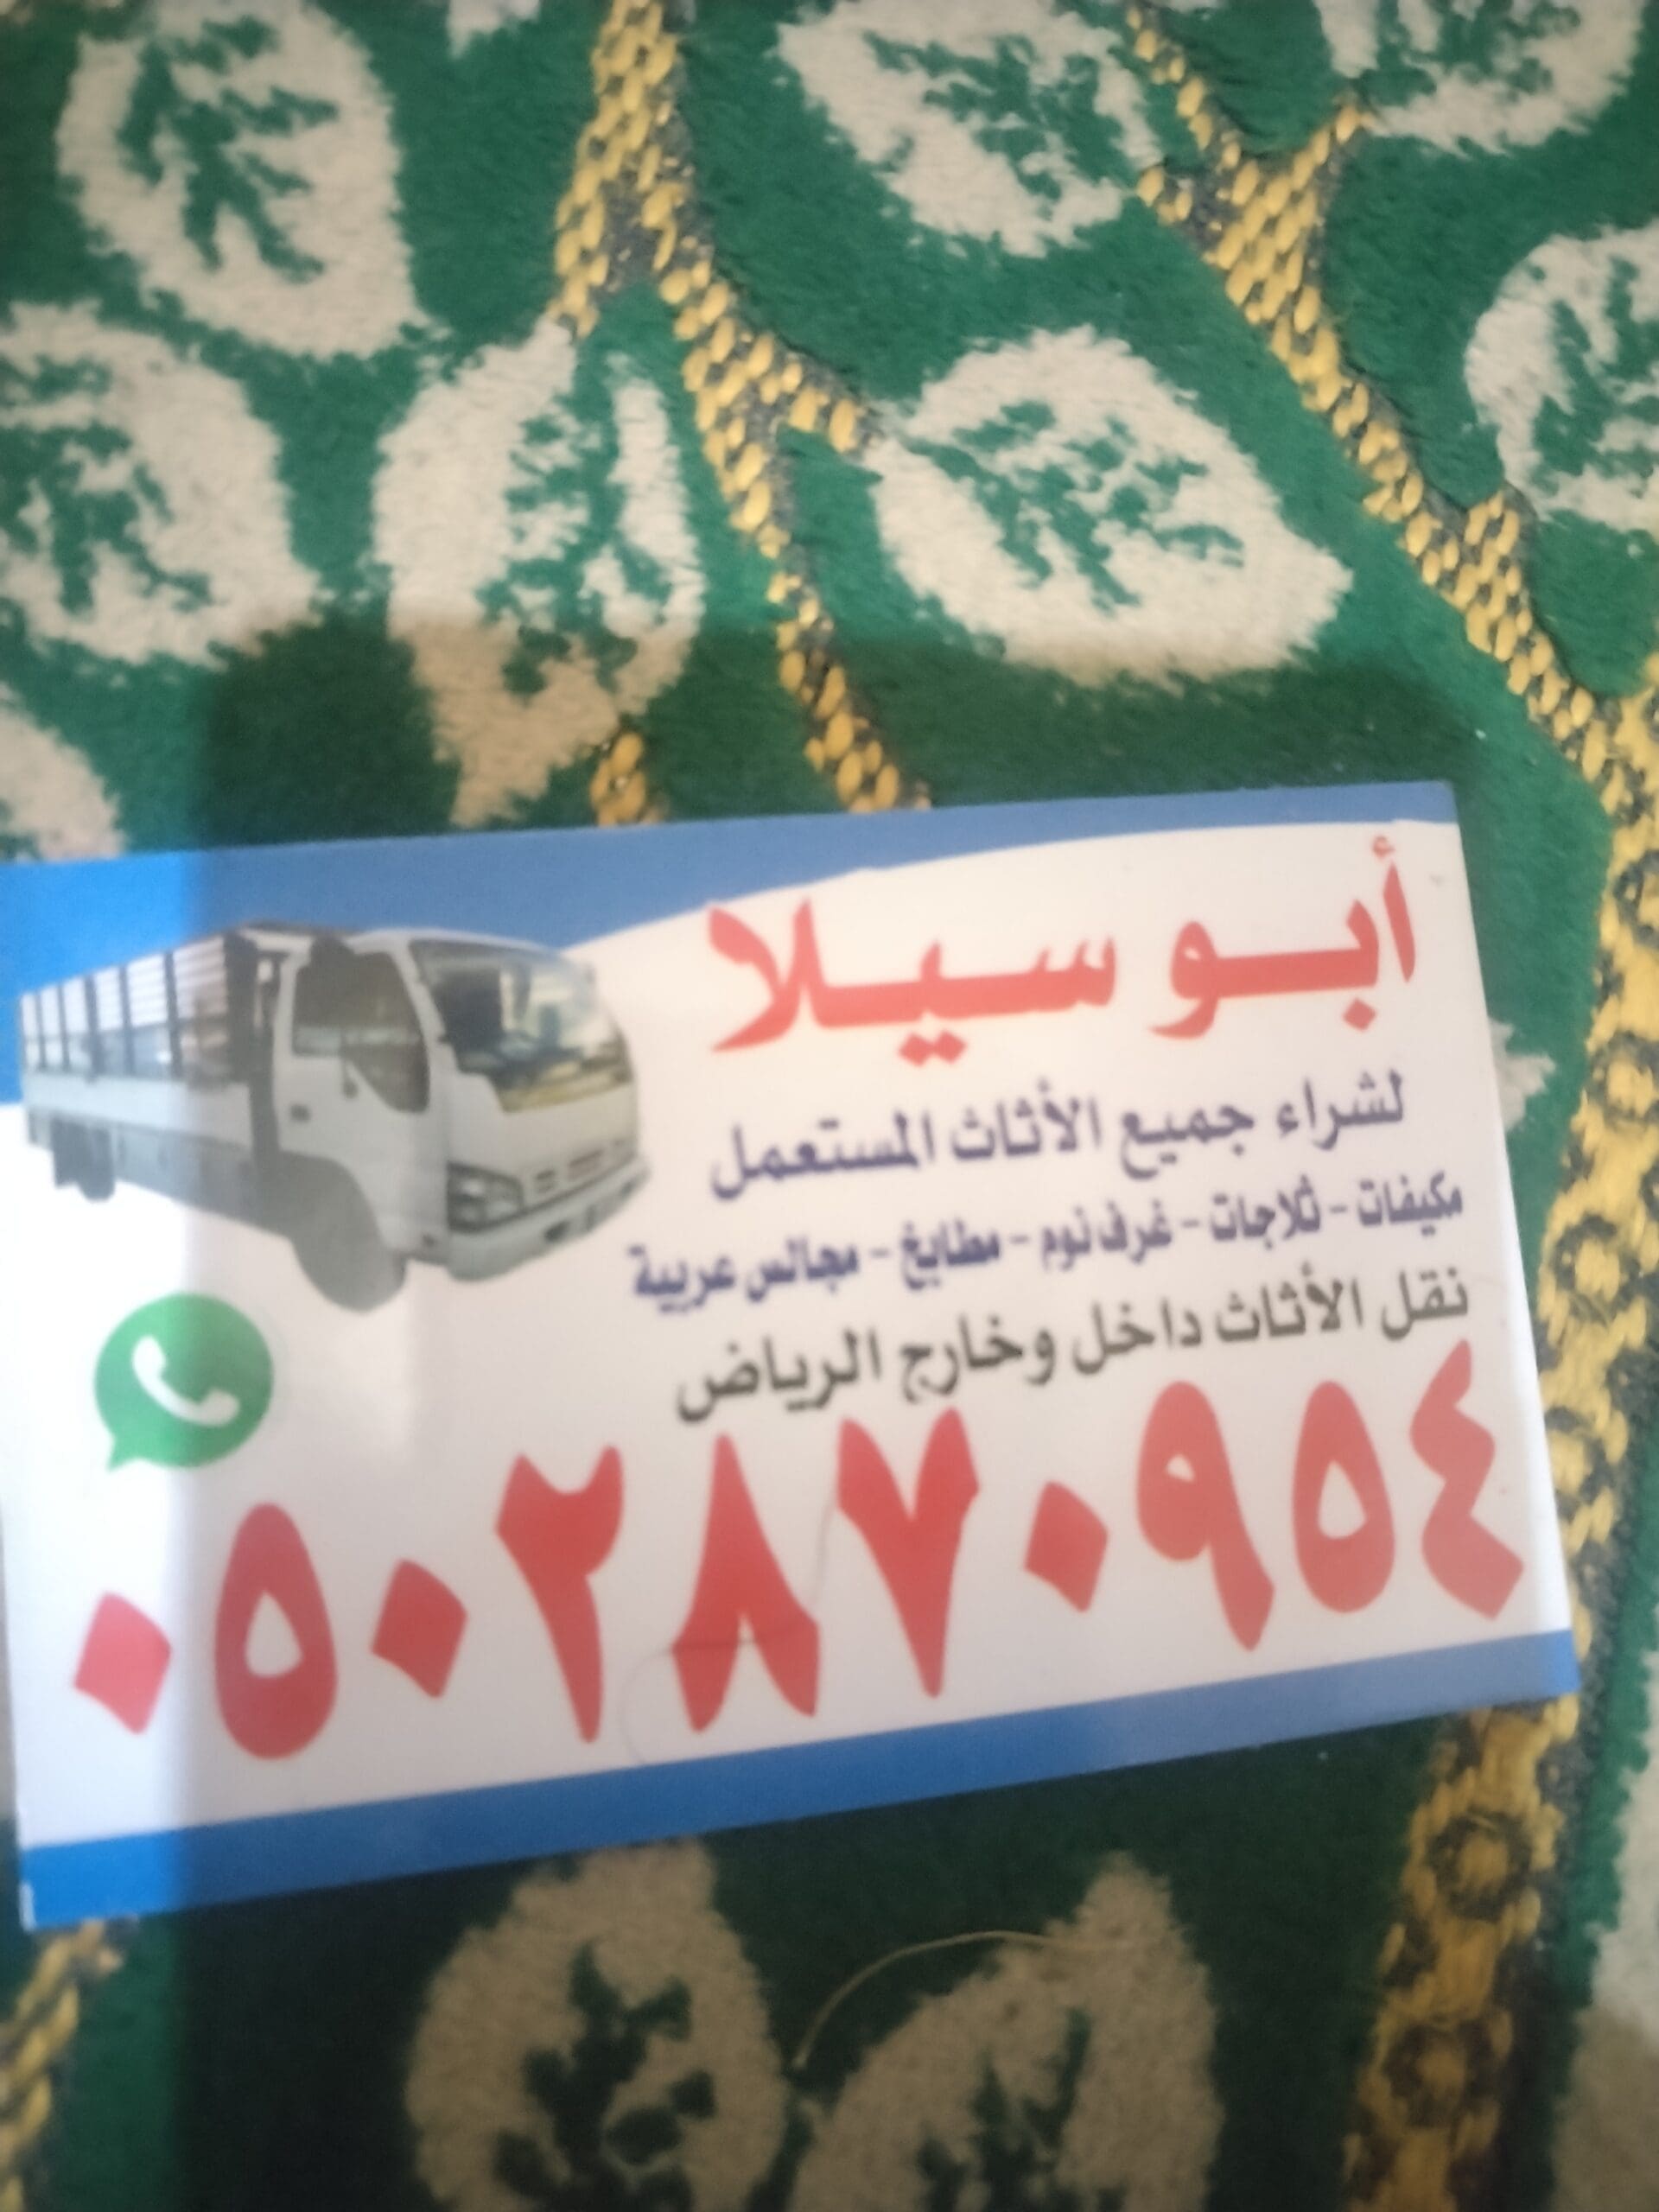 أبو سيلا
لشراء جميع الأثاث المستعمل
مكيفات - ثلاجات - غرف نوم - مطابخ - مجالس عربية
نقل الأثاث داخل وخارج الرياض
٠٥٠٢٨٧٠٩٥٤